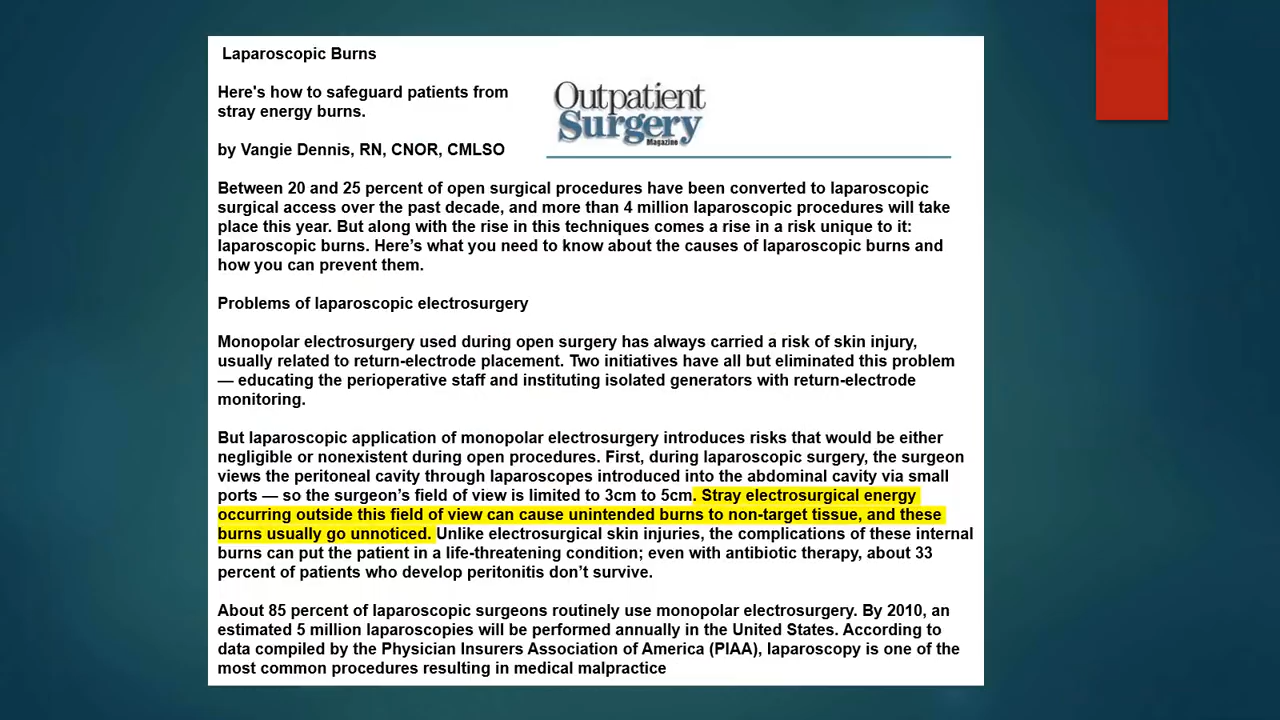 Laparoscopic Burns
Here's how to safeguard patients from
stray energy burns.
Outpatient
Surgery
Magazine
by Vangie Dennis, RN, CNOR, CMLSO
Between 20 and 25 percent of open surgical procedures have been converted to laparoscopic
surgical access over the past decade, and more than 4 million laparoscopic procedures will take
place this year. But along with the rise in this techniques comes a rise in a risk unique to it:
laparoscopic burns. Here’s what you need to know about the causes of laparoscopic burns and
how you can prevent them.
Problems of laparoscopic electrosurgery
Monopolar electrosurgery used during open surgery has always carried a risk of skin injury,
usually related to return-electrode placement. Two initiatives have all but eliminated this problem
— educating the perioperative staff and instituting isolated generators with return-electrode
monitoring.
But laparoscopic application of monopolar electrosurgery introduces risks that would be either
negligible or nonexistent during open procedures. First, during laparoscopic surgery, the surgeon
views the peritoneal cavity through laparoscopes introduced into the abdominal cavity via small
ports — so the surgeon’s field of view is limited to 3cm to 5cm. Stray electrosurgical energy
occurring outside this field of view can cause unintended burns to non-target tissue, and these
burns usually go unnoticed. Unlike electrosurgical skin injuries, the complications of these internal
burns can put the patient in a life-threatening condition; even with antibiotic therapy, about 33
percent of patients who develop peritonitis don’t survive.
About 85 percent of laparoscopic surgeons routinely use monopolar electrosurgery. By 2010, an
estimated 5 million laparoscopies will be performed annually in the United States. According to
data compiled by the Physician Insurers Association of America (PIAA), laparoscopy is one of the
most common procedures resulting in medical malpractice